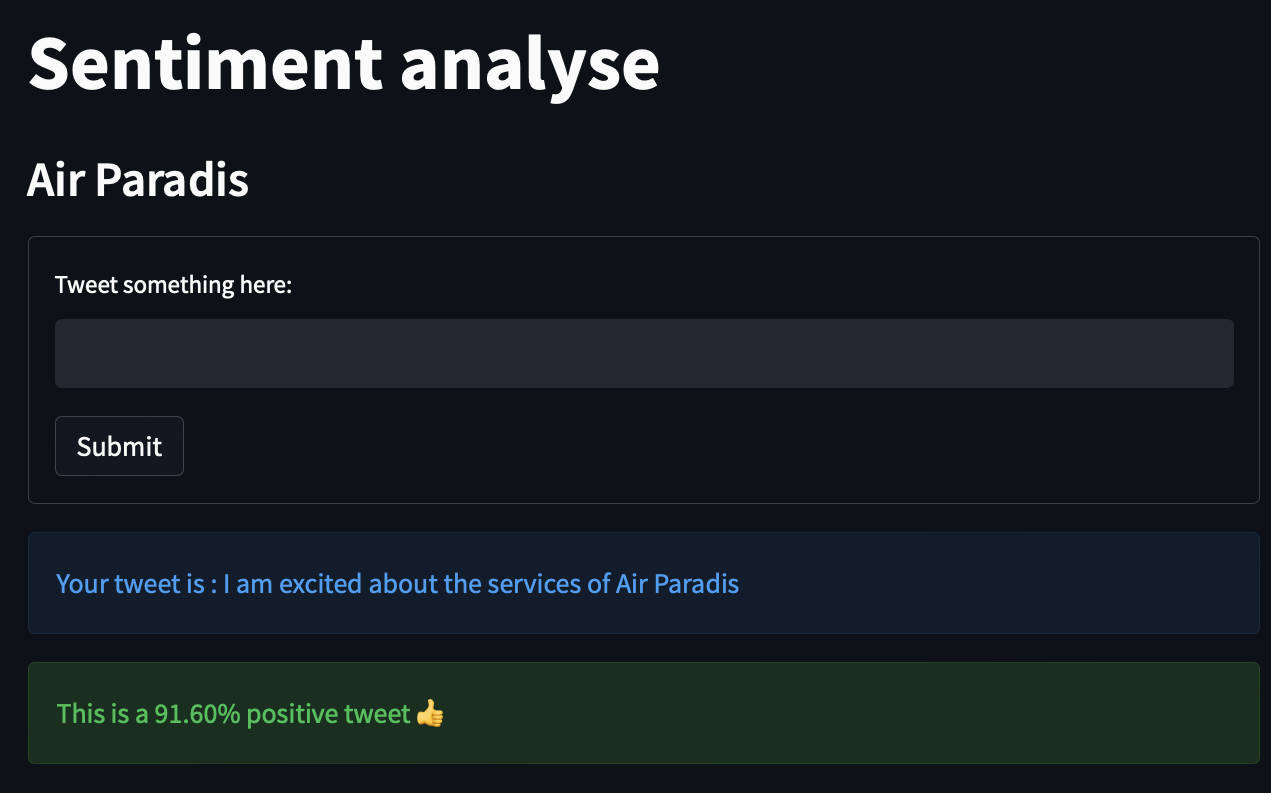 Sentiment analyse
Air Paradis
Tweet something here:
Submit
Your tweet is : I am excited about the services of Air Paradis
This is a 91.60% positive tweet 👍